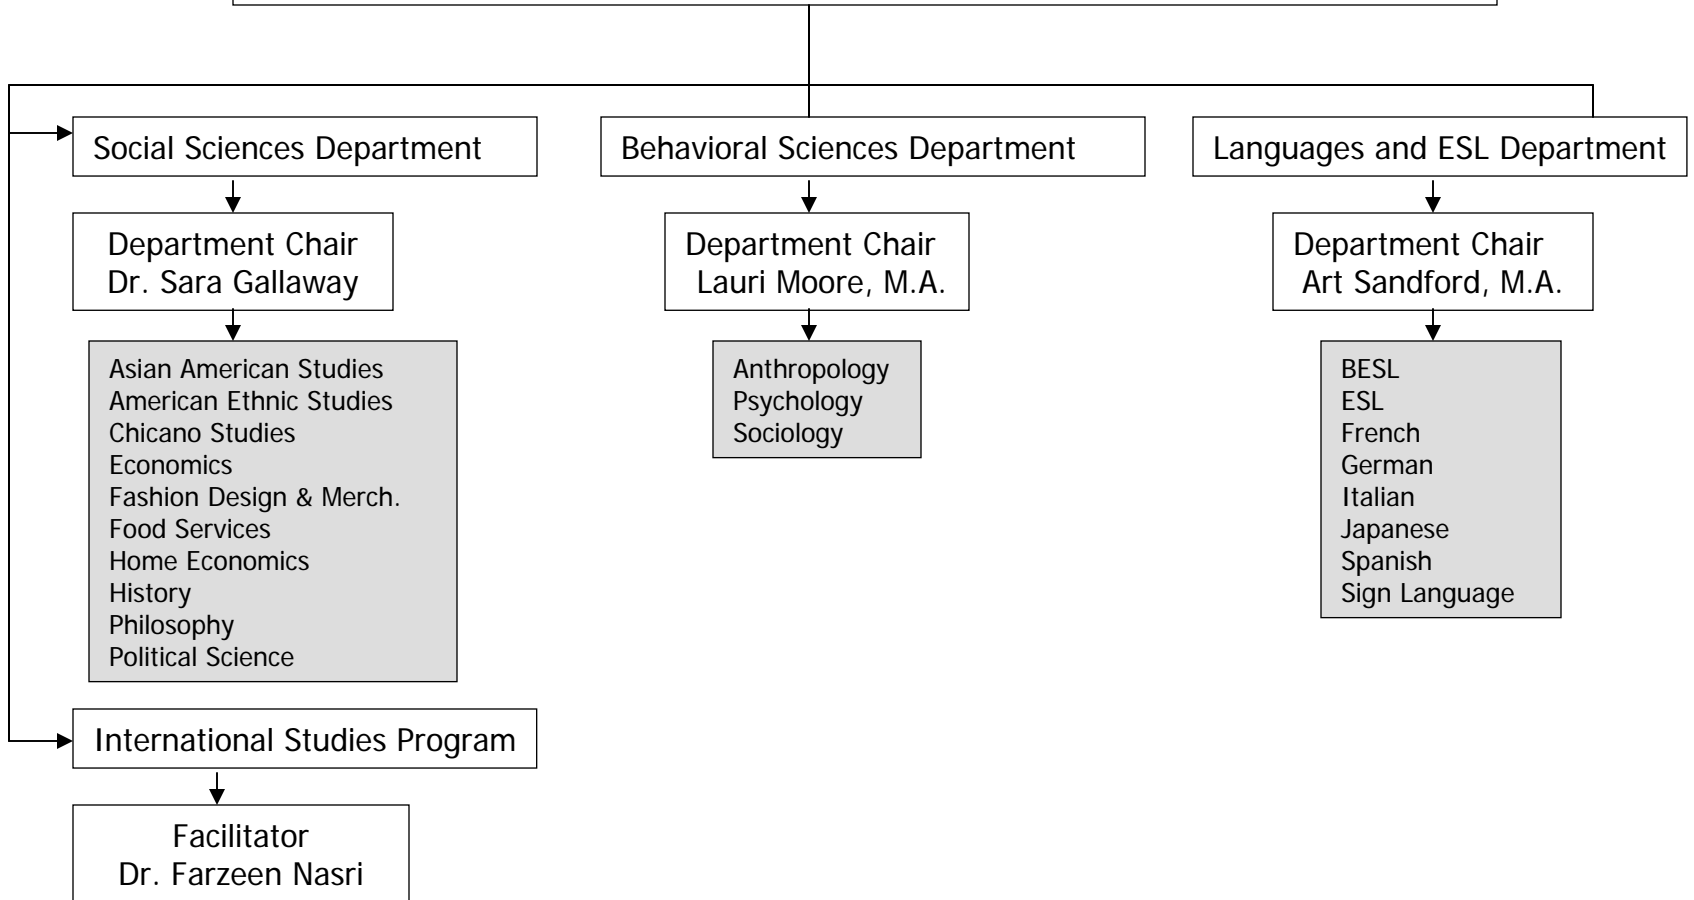 Social Sciences Department
Department Chair
Dr. Sara Gallaway
Asian American Studies
American Ethnic Studies
Chicano Studies
Economics
Fashion Design & Merch.
Food Services
Home Economics
History
Philosophy
Political Science
International Studies Program
Facilitator
Dr. Farzeen Nasri
Behavioral Sciences Department
Department Chair
Lauri Moore, M.A.
Anthropology
Psychology
Sociology
Languages and ESL Department
Department Chair
Art Sandford, M.A.
BESL
ESL
French
German
Italian
Japanese
Spanish
Sign Language